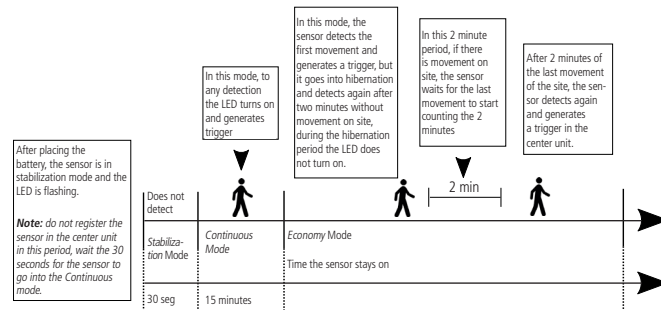 After placing the
battery, the sensor is in
stabilization mode and the
LED is flashing.
Note: do not register the
sensor in the center unit
in this period, wait the 30
seconds for the sensor to
go into the Continuous
mode.
In this mode, to
any detection
the LED turns on
and generates
trigger
In this mode, the
sensor detects the
first movement and
generates a trigger, but
it goes into hibernation
and detects again after
two minutes without
movement on site,
during the hibernation
period the LED does
not turn on.
In this 2 minute
period, if there
is movement on
site, the sensor
waits for the last
movement to start
counting the 2
minutes
After 2 minutes of
the last movement
of the site, the sen-
sor detects again
and generates
a trigger in the
center unit.
Does not
detect
2 min
Stabiliza-
tion Mode
Continuous
Mode
Economy Mode
Time the sensor stays on
30 seg
15 minutes